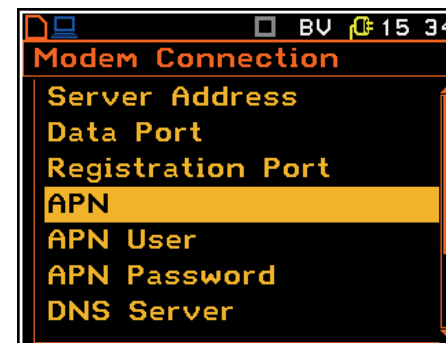 BV 15 34
Modem Connection
Server Address
Data Port
Registration Port
APN
APN User
APN Password
DNS Server